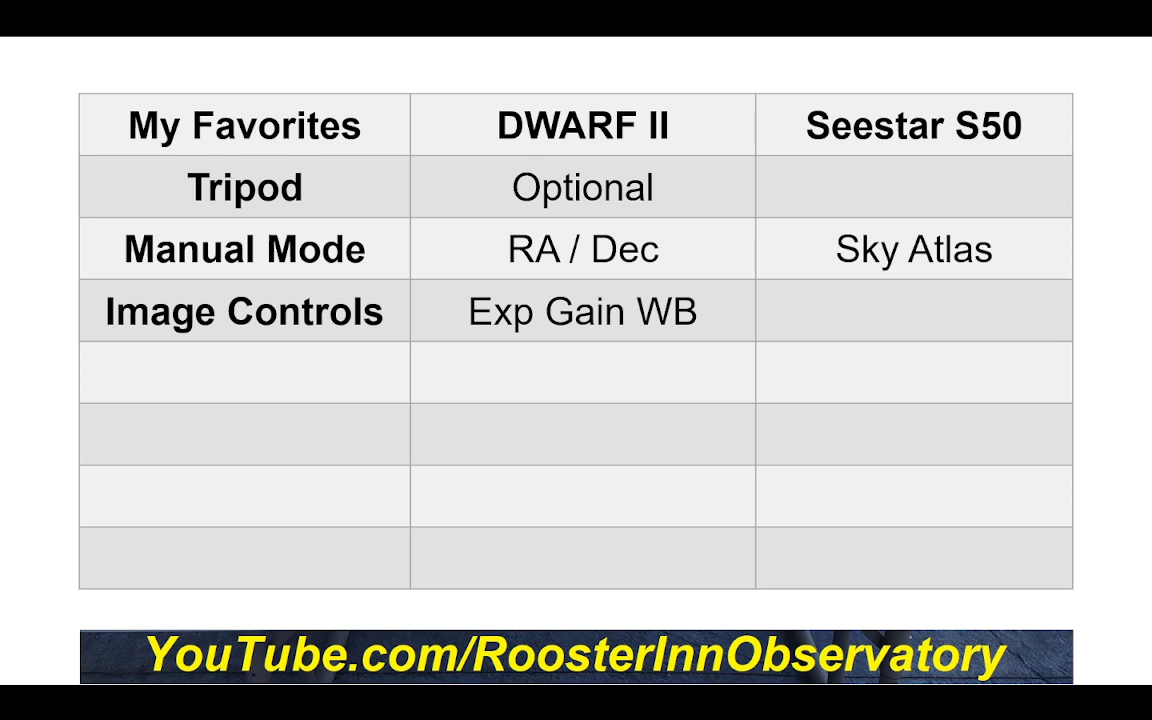 My Favorites DWARF II Seestar S50
Tripod Optional
Manual Mode RA / Dec Sky Atlas
Image Controls Exp Gain WB
YouTube.com/RoosterInnObservatory